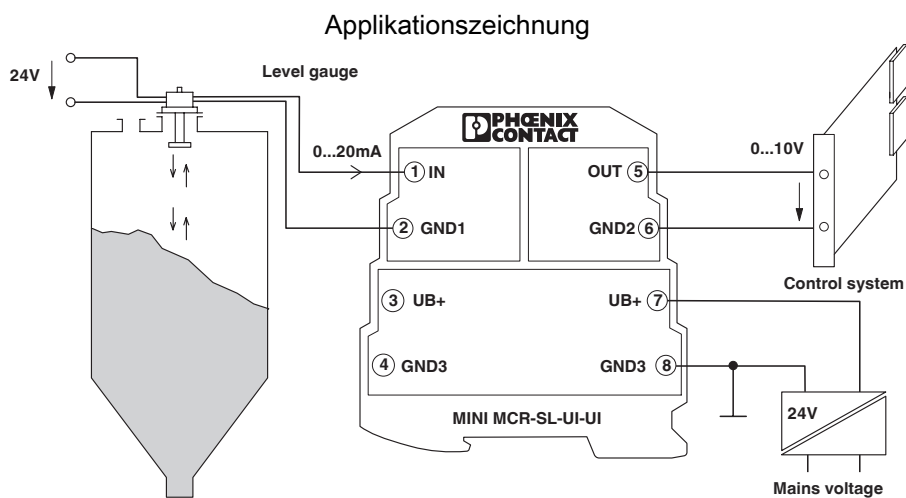 Applikationszeichnung
24V
Level gauge
PHŒNIX
CONTACT
0...20mA
0...10V
1 IN
OUT 5
2 GND1
GND2 6
Control system
3 UB+
UB+ 7
4 GND3
GND3 8
24V
MINI MCR-SL-UI-UI
Mains voltage